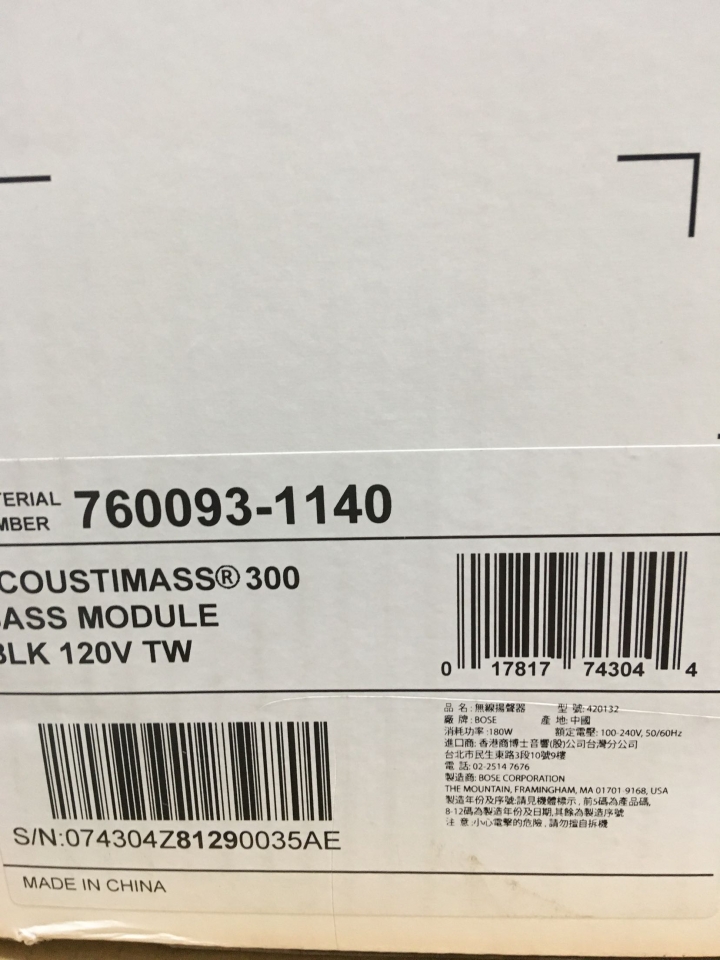 TERIAL
MBER
760093-1140
COUSTIMASS® 300
ASS MODULE
BLK 120V TW
0 17817 74304 4
品 名: 無線揚聲器 型 號: 420132
廠 牌: BOSE 產 地: 中國
消耗功率 :180W 額定電壓: 100-240V, 50/60Hz
進口商: 香港商博士音響(股)公司台灣分公司
台北市民生東路3段10號9樓
電 話: 02-2514 7676
製造商: BOSE CORPORATION
THE MOUNTAIN, FRAMINGHAM, MA 01701-9168, USA
製造年份及序號:請見機體標示, 前5碼為產品碼,
8-12碼為製造年份及日期,其餘為製造序號
注 意 :小心電擊的危險, 請勿擅自拆機
S/N:074304Z81290035AE
MADE IN CHINA